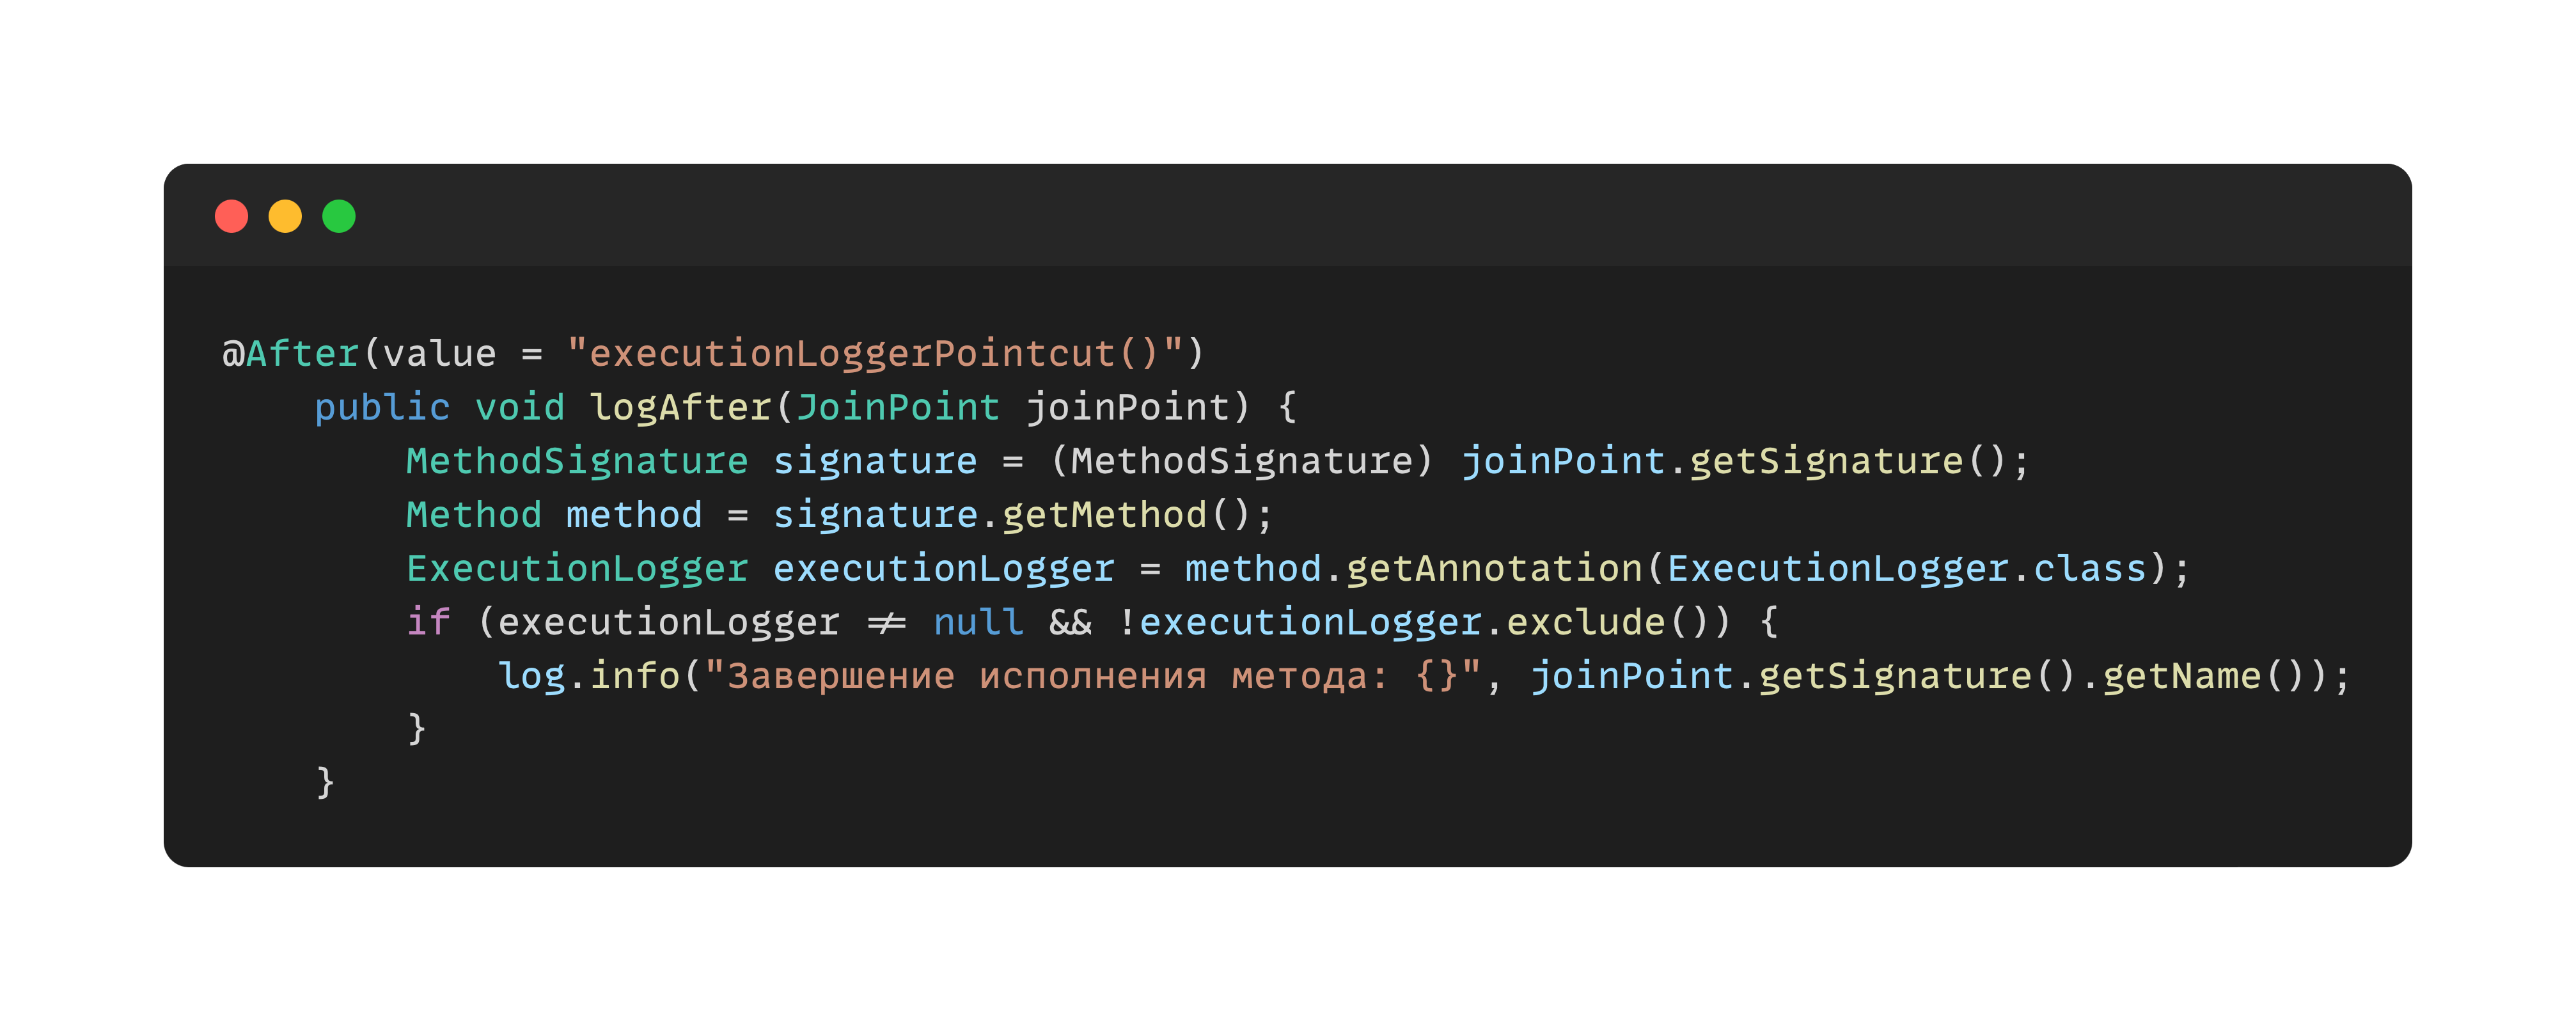 @After(value = "executionLoggerPointcut()")
    public void logAfter(JoinPoint joinPoint) {
        MethodSignature signature = (MethodSignature) joinPoint.getSignature();
        Method method = signature.getMethod();
        ExecutionLogger executionLogger = method.getAnnotation(ExecutionLogger.class);
        if (executionLogger != null && !executionLogger.exclude()) {
            log.info("Завершение исполнения метода: {}", joinPoint.getSignature().getName());
        }
    }